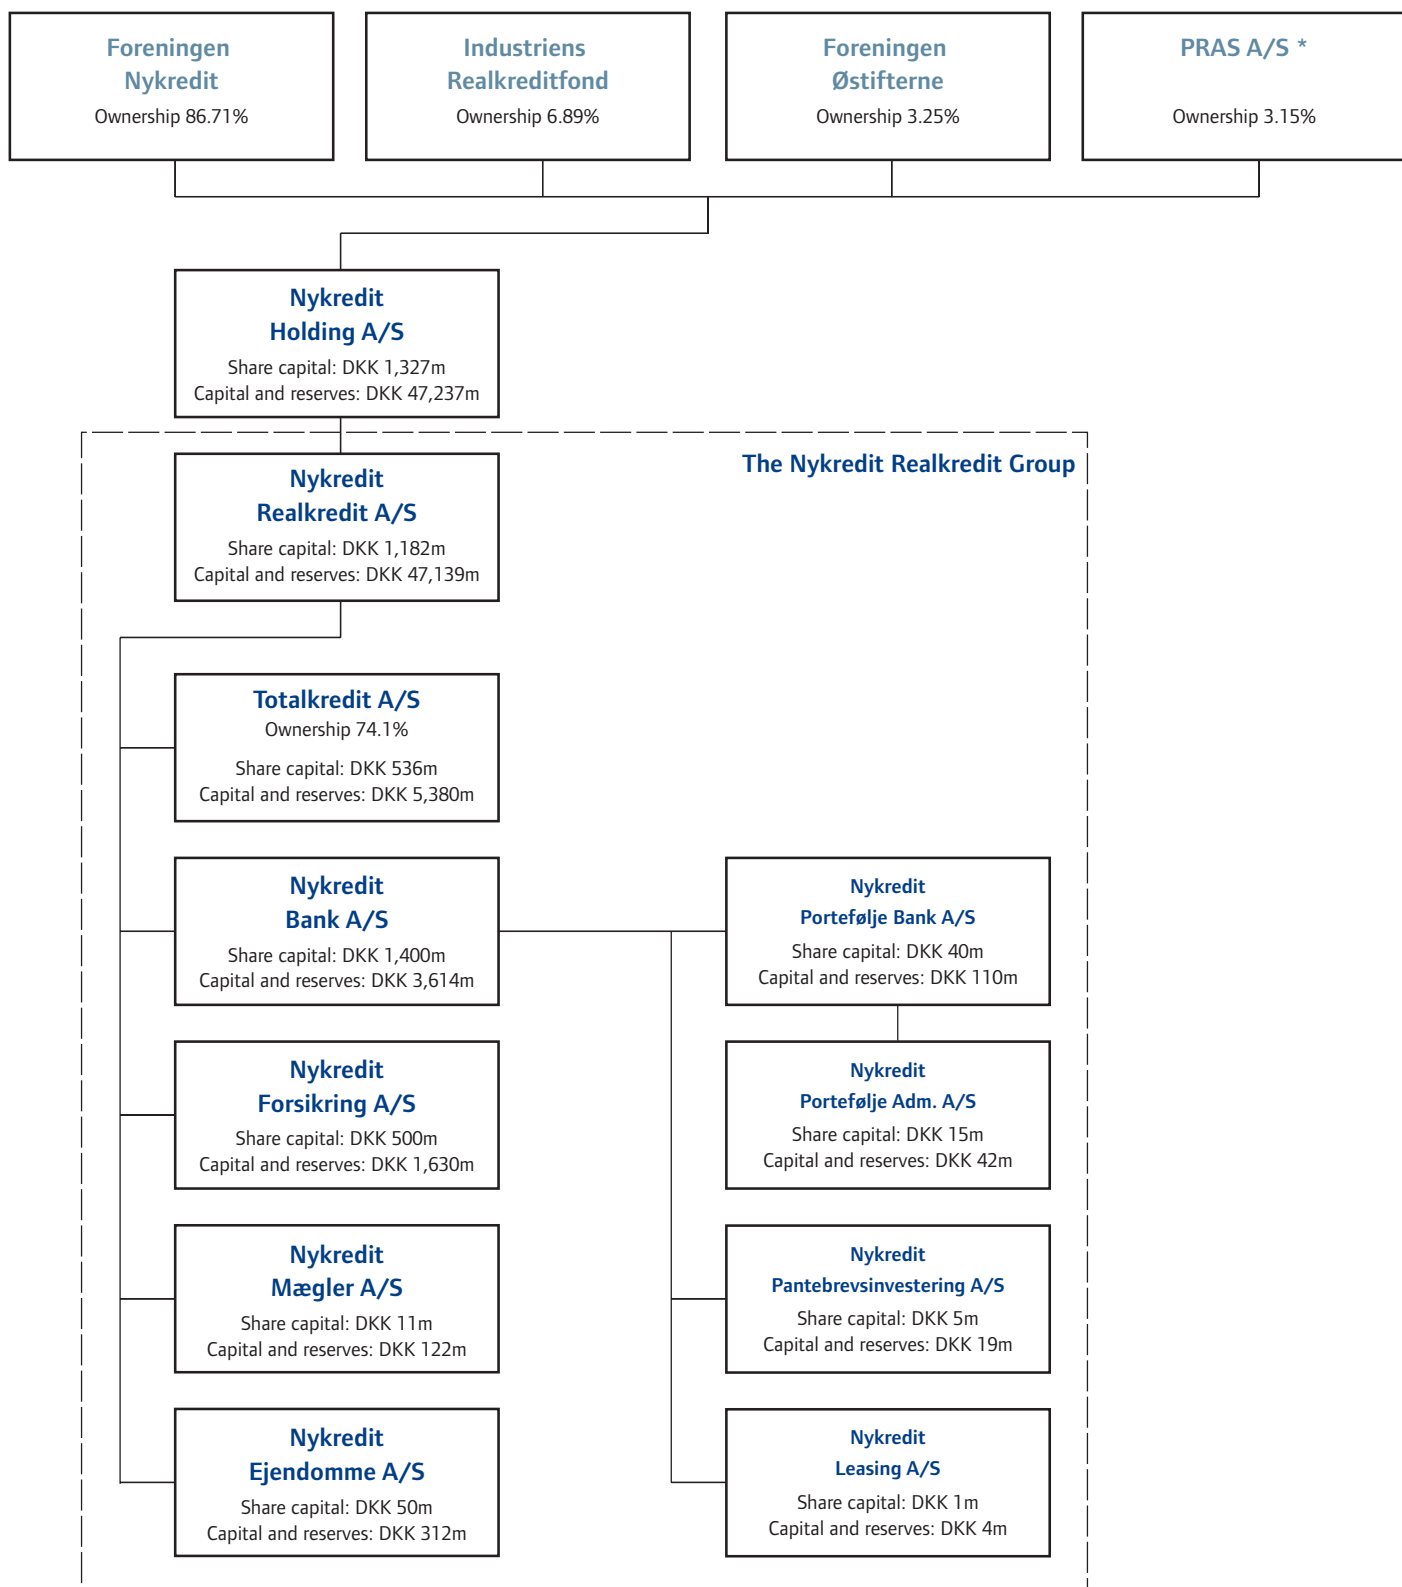 Foreningen
Nykredit
Ownership 86.71%
Industriens
Realkreditfond
Ownership 6.89%
Foreningen
Østifterne
Ownership 3.25%
PRAS A/S *
Ownership 3.15%
Nykredit
Holding A/S
Share capital: DKK 1,327m
Capital and reserves: DKK 47,237m
The Nykredit Realkredit Group
Nykredit
Realkredit A/S
Share capital: DKK 1,182m
Capital and reserves: DKK 47,139m
Totalkredit A/S
Ownership 74.1%
Share capital: DKK 536m
Capital and reserves: DKK 5,380m
Nykredit
Bank A/S
Share capital: DKK 1,400m
Capital and reserves: DKK 3,614m
Nykredit
Portefølje Bank A/S
Share capital: DKK 40m
Capital and reserves: DKK 110m
Nykredit
Forsikring A/S
Share capital: DKK 500m
Capital and reserves: DKK 1,630m
Nykredit
Portefølje Adm. A/S
Share capital: DKK 15m
Capital and reserves: DKK 42m
Nykredit
Mægler A/S
Share capital: DKK 11m
Capital and reserves: DKK 122m
Nykredit
Pantebrevsinvestering A/S
Share capital: DKK 5m
Capital and reserves: DKK 19m
Nykredit
Ejendomme A/S
Share capital: DKK 50m
Capital and reserves: DKK 312m
Nykredit
Leasing A/S
Share capital: DKK 1m
Capital and reserves: DKK 4m